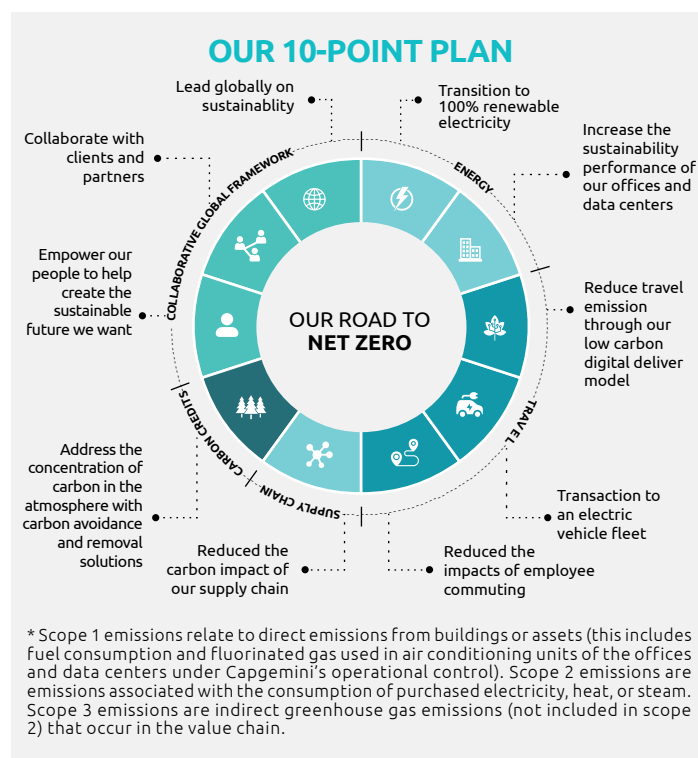 OUR 10-POINT PLAN
Lead globally on
sustainablity
Transition to
100% renewable
electricity
Increase the
sustainability
performance of
our offices and
data centers
Collaborate with
clients and
partners
COLLABORATIVE GLOBAL FRAMEWORK
ENERGY
Empower our
people to help
create the
sustainable
future we want
OUR ROAD TO
NET ZERO
Reduce travel
emission
through our
low carbon
digital deliver
model
TRAVEL
CARBON CREDITS
SUPPLY CHAIN
Address the
concentration of
carbon in the
atmosphere with
carbon avoidance
and removal
solutions
Transaction to
an electric
vehicle fleet
Reduced the
carbon impact of
our supply chain
Reduced the
impacts of employee
commuting
* Scope 1 emissions relate to direct emissions from buildings or assets (this includes
fuel consumption and fluorinated gas used in air conditioning units of the offices
and data centers under Capgemini's operational control). Scope 2 emissions are
emissions associated with the consumption of purchased electricity, heat, or steam.
Scope 3 emissions are indirect greenhouse gas emissions (not included in scope
2) that occur in the value chain.